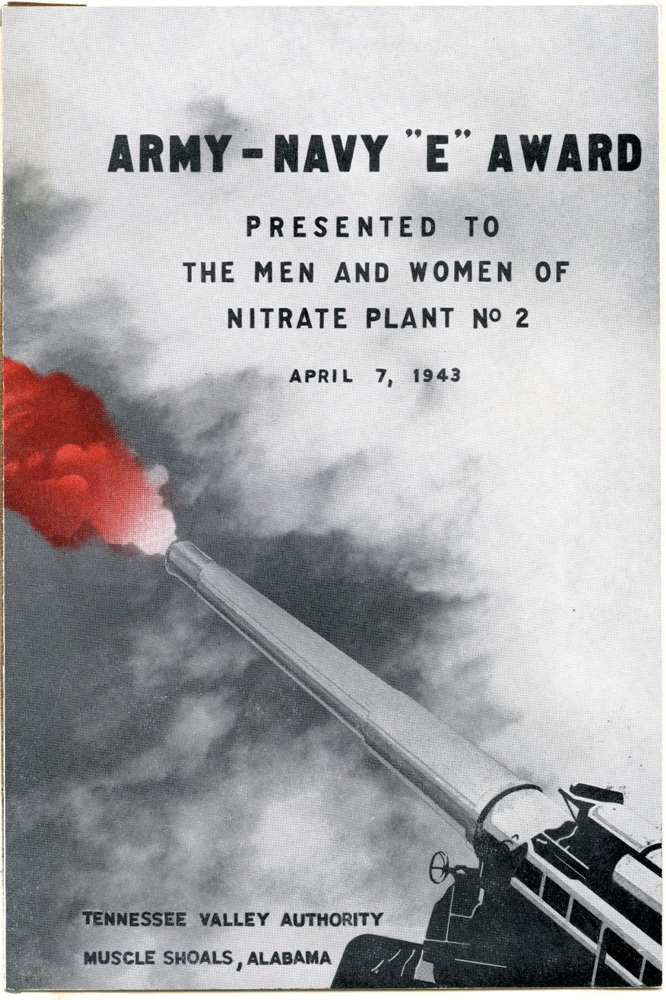 ARMY-NAVY "E" AWARD
PRESENTED TO
THE MEN AND WOMEN OF
NITRATE PLANT Nº 2
APRIL 7, 1943
TENNESSEE VALLEY AUTHORITY
MUSCLE SHOALS, ALABAMA